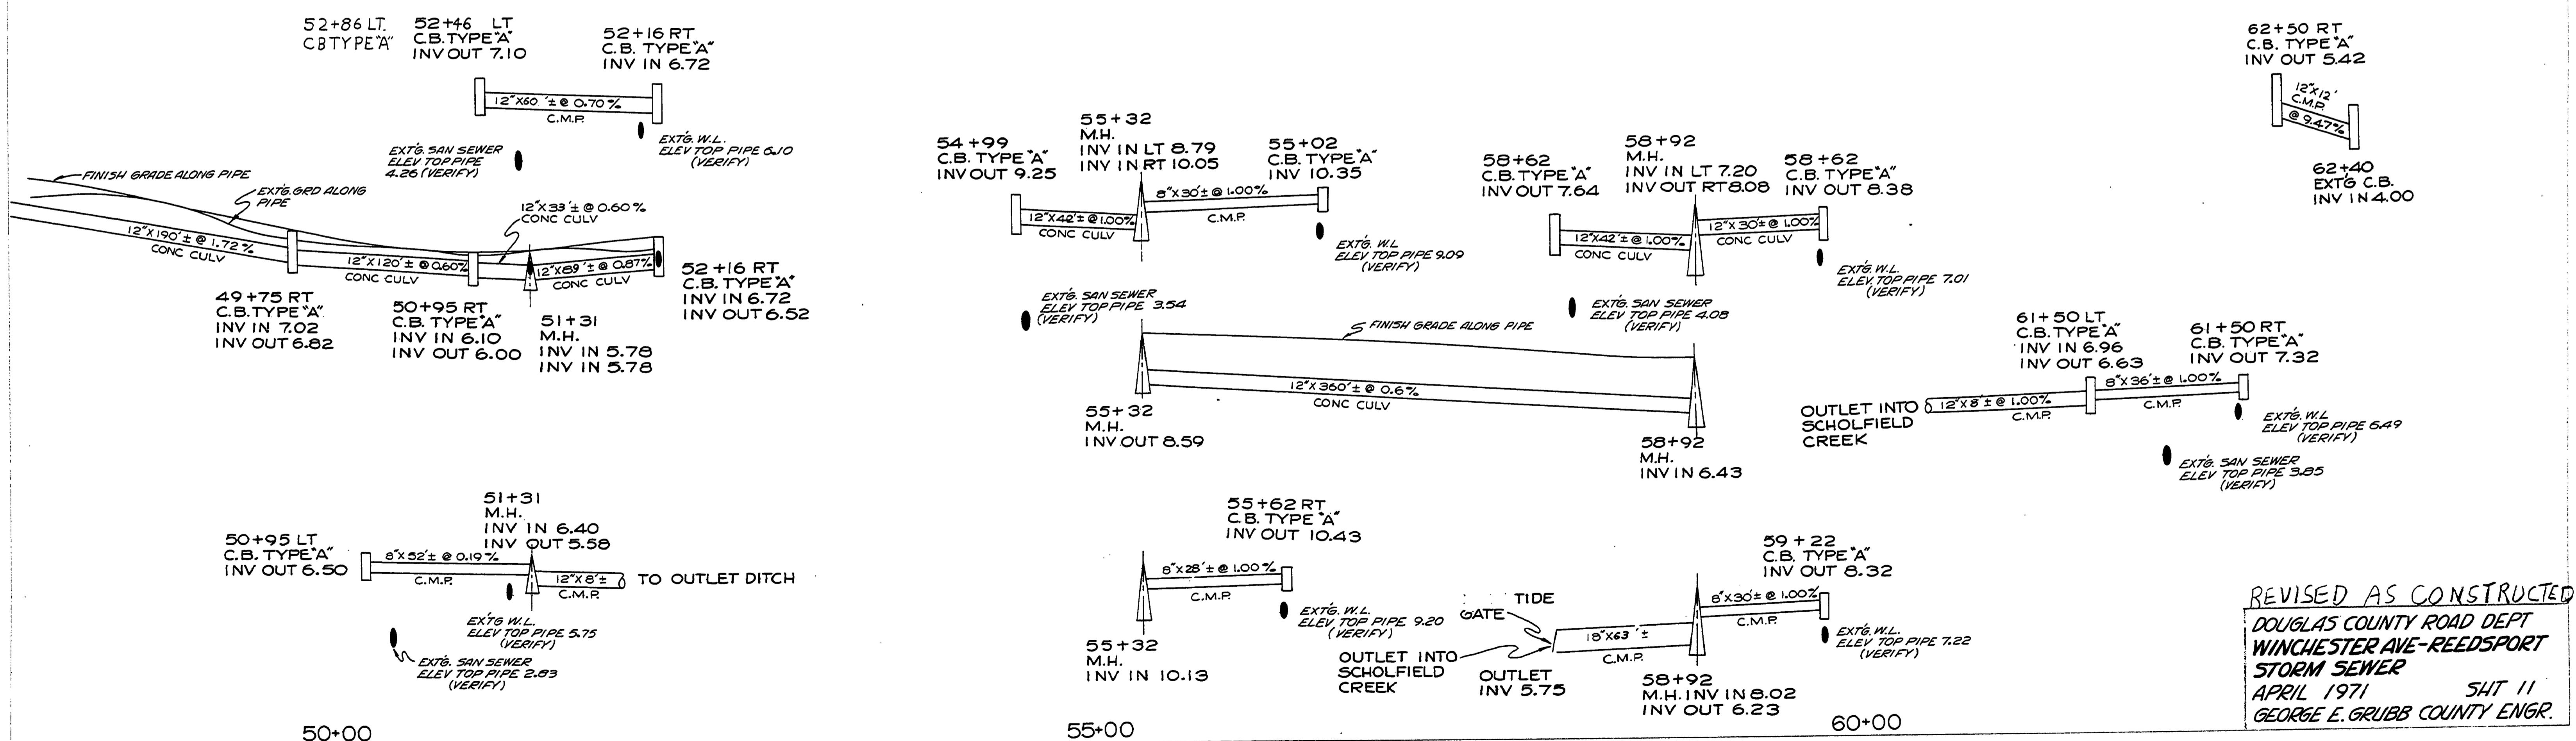 52+86 LT.
CB TYPE "A"
52+46 LT
C.B. TYPE "A"
INV OUT 7.10
52+16 RT
C.B. TYPE "A"
INV IN 6.72
12"X60 '± @ 0.70%
C.M.P.
EXT'G. W.L.
ELEV TOP PIPE 6.10
(VERIFY)
EXT'G. SAN SEWER
ELEV TOP PIPE
4.26 (VERIFY)
FINISH GRADE ALONG PIPE
EXT'G. GRD ALONG
PIPE
12"X33'± @ 0.60%
CONC CULV
12"X190'± @ 1.72%
CONC CULV
12"X120'± @ 0.60%
CONC CULV
12"X89'± @ 0.87%
CONC CULV
49+75 RT
C.B. TYPE "A"
INV IN 7.02
INV OUT 6.82
50+95 RT
C.B. TYPE "A"
INV IN 6.10
INV OUT 6.00
51+31
M.H.
INV IN 5.78
INV IN 5.78
52+16 RT
C.B. TYPE "A"
INV IN 6.72
INV OUT 6.52
50+95 LT
C.B. TYPE "A"
INV OUT 6.50
8"X52'± @ 0.19%
C.M.P.
51+31
M.H.
INV IN 6.40
INV OUT 5.58
12"X8'±
C.M.P.
TO OUTLET DITCH
EXT'G W.L.
ELEV TOP PIPE 5.75
(VERIFY)
EXT'G. SAN SEWER
ELEV TOP PIPE 2.83
(VERIFY)
50+00
54+99
C.B. TYPE "A"
INV OUT 9.25
55+32
M.H.
INV IN LT 8.79
INV IN RT 10.05
55+02
C.B. TYPE "A"
INV 10.35
8"X30'± @ 1.00%
C.M.P.
12"X42'± @ 1.00%
CONC CULV
EXT'G. W.L
ELEV TOP PIPE 9.09
(VERIFY)
EXT'G. SAN SEWER
ELEV TOP PIPE 3.54
(VERIFY)
58+62
C.B. TYPE "A"
INV OUT 7.64
58+92
M.H.
INV IN LT 7.20
INV OUT RT 8.08
58+62
C.B. TYPE "A"
INV OUT 8.38
12"X42'± @ 1.00%
CONC CULV
12"X30'± @ 1.00%
CONC CULV
EXT'G. W.L.
ELEV TOP PIPE 7.01
(VERIFY)
EXT'G. SAN SEWER
ELEV TOP PIPE 4.08
(VERIFY)
FINISH GRADE ALONG PIPE
12"X360'± @ 0.6%
CONC CULV
55+32
M.H.
INV OUT 8.59
58+92
M.H.
INV IN 6.43
55+62 RT
C.B. TYPE "A"
INV OUT 10.43
8"X28'± @ 1.00%
C.M.P.
EXT'G. W.L.
ELEV TOP PIPE 9.20
(VERIFY)
55+32
M.H.
INV IN 10.13
55+00
TIDE
GATE
OUTLET INTO
SCHOLFIELD
CREEK
OUTLET
INV 5.75
18"X63 '±
C.M.P.
59+22
C.B. TYPE "A"
INV OUT 8.32
8"X30'± @ 1.00%
C.M.P.
EXT'G. W.L.
ELEV TOP PIPE 7.22
(VERIFY)
58+92
M.H. INV IN 8.02
INV OUT 6.23
60+00
62+50 RT
C.B. TYPE "A"
INV OUT 5.42
12"X12'
C.M.P.
@ 9.47%
62+40
EXT'G C.B.
INV IN 4.00
61+50 LT
C.B. TYPE "A"
INV IN 6.96
INV OUT 6.63
61+50 RT
C.B. TYPE "A"
INV OUT 7.32
OUTLET INTO
SCHOLFIELD
CREEK
12"X8'± @ 1.00%
C.M.P.
8"X36'± @ 1.00%
C.M.P.
EXT'G. W.L
ELEV TOP PIPE 6.49
(VERIFY)
EXT'G. SAN SEWER
ELEV TOP PIPE 3.85
(VERIFY)
REVISED AS CONSTRUCTED
DOUGLAS COUNTY ROAD DEPT
WINCHESTER AVE-REEDSPORT
STORM SEWER
APRIL 1971 SHT 11
GEORGE E. GRUBB COUNTY ENGR.